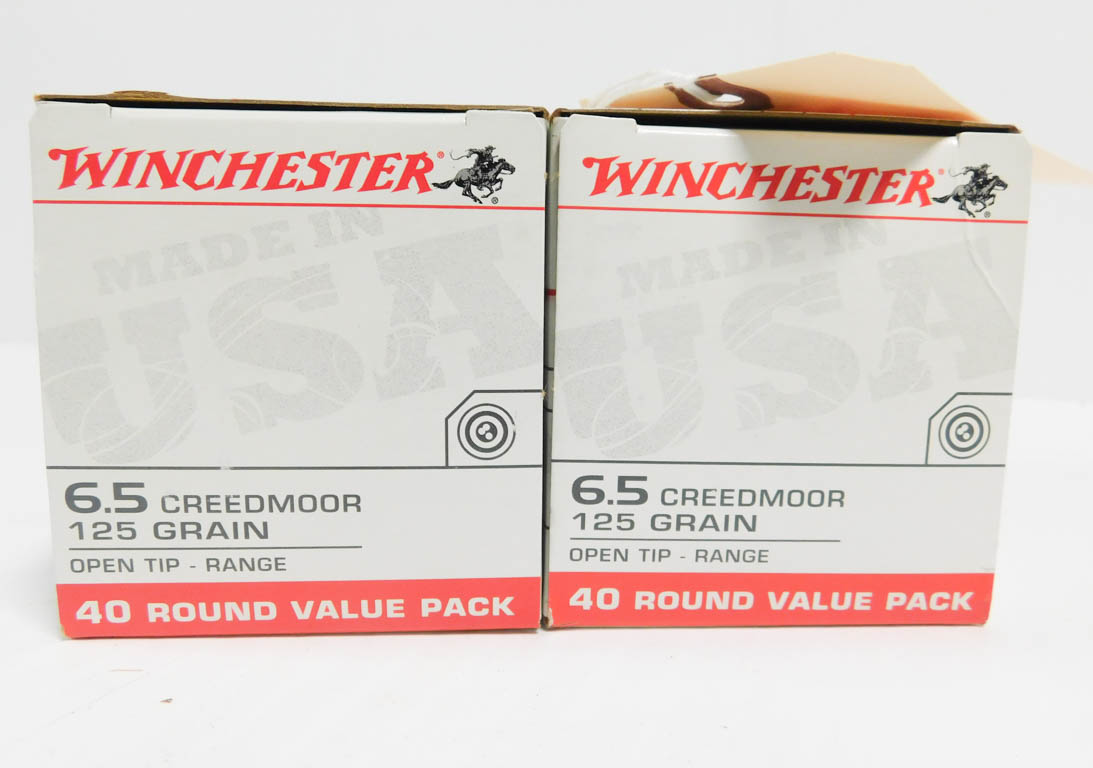 WINCHESTER®
MADE IN
USA
6.5 CREEDMOOR
125 GRAIN
OPEN TIP - RANGE
40 ROUND VALUE PACK
WINCHESTER®
MADE IN
USA
6.5 CREEDMOOR
125 GRAIN
OPEN TIP - RANGE
40 ROUND VALUE PACK